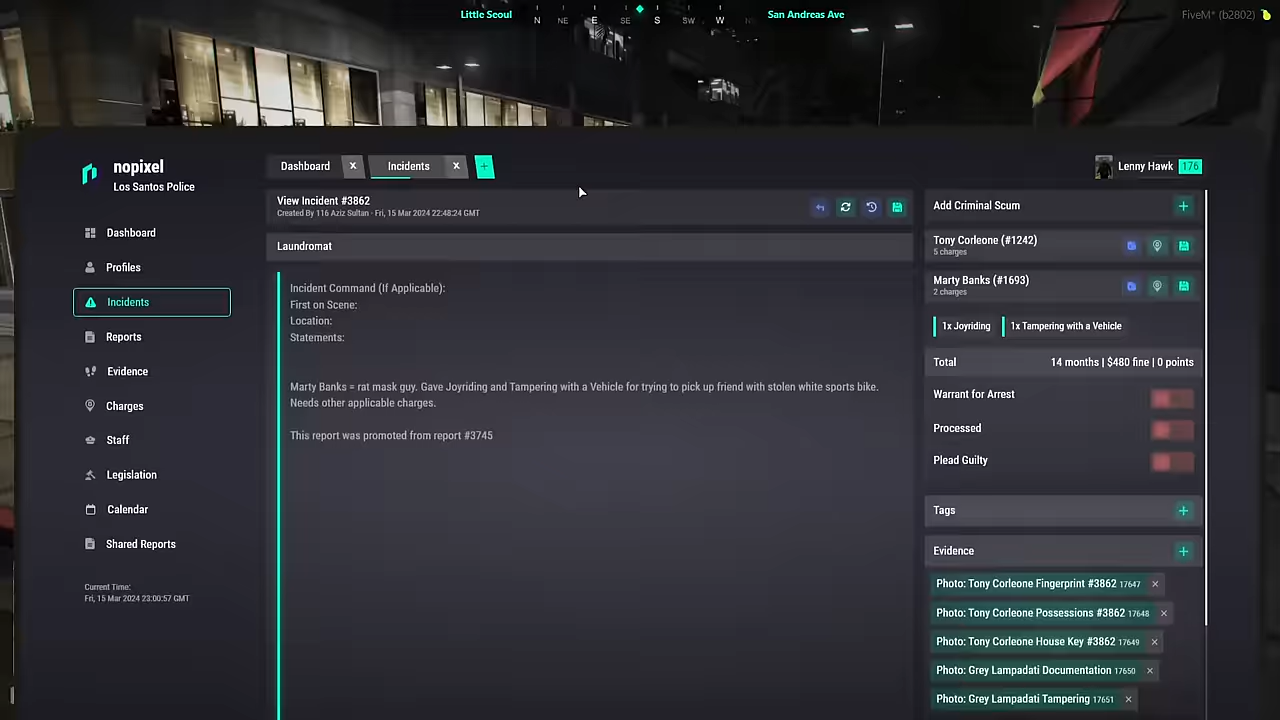 Little Seoul
N NE E SE S SW W
San Andreas Ave
FiveM* (b2802)
nopixel
Los Santos Police
Dashboard
Profiles
Incidents
Reports
Evidence
Charges
Staff
Legislation
Calendar
Shared Reports
Current Time:
Fri, 15 Mar 2024 23:00:57 GMT
Dashboard x Incidents x +
Lenny Hawk 176
View Incident #3862
Created By 116 Aziz Sultan - Fri, 15 Mar 2024 22:48:24 GMT
Laundromat
Incident Command (If Applicable):
First on Scene:
Location:
Statements:
Marty Banks = rat mask guy. Gave Joyriding and Tampering with a Vehicle for trying to pick up friend with stolen white sports bike.
Needs other applicable charges.
This report was promoted from report #3745
Add Criminal Scum +
Tony Corleone (#1242)
5 charges
Marty Banks (#1693)
2 charges
1x Joyriding 1x Tampering with a Vehicle
Total 14 months | $480 fine | 0 points
Warrant for Arrest
Processed
Plead Guilty
Tags +
Evidence +
Photo: Tony Corleone Fingerprint #3862 17647 x
Photo: Tony Corleone Possessions #3862 17648 x
Photo: Tony Corleone House Key #3862 17649 x
Photo: Grey Lampadati Documentation 17650 x
Photo: Grey Lampadati Tampering 17651 x